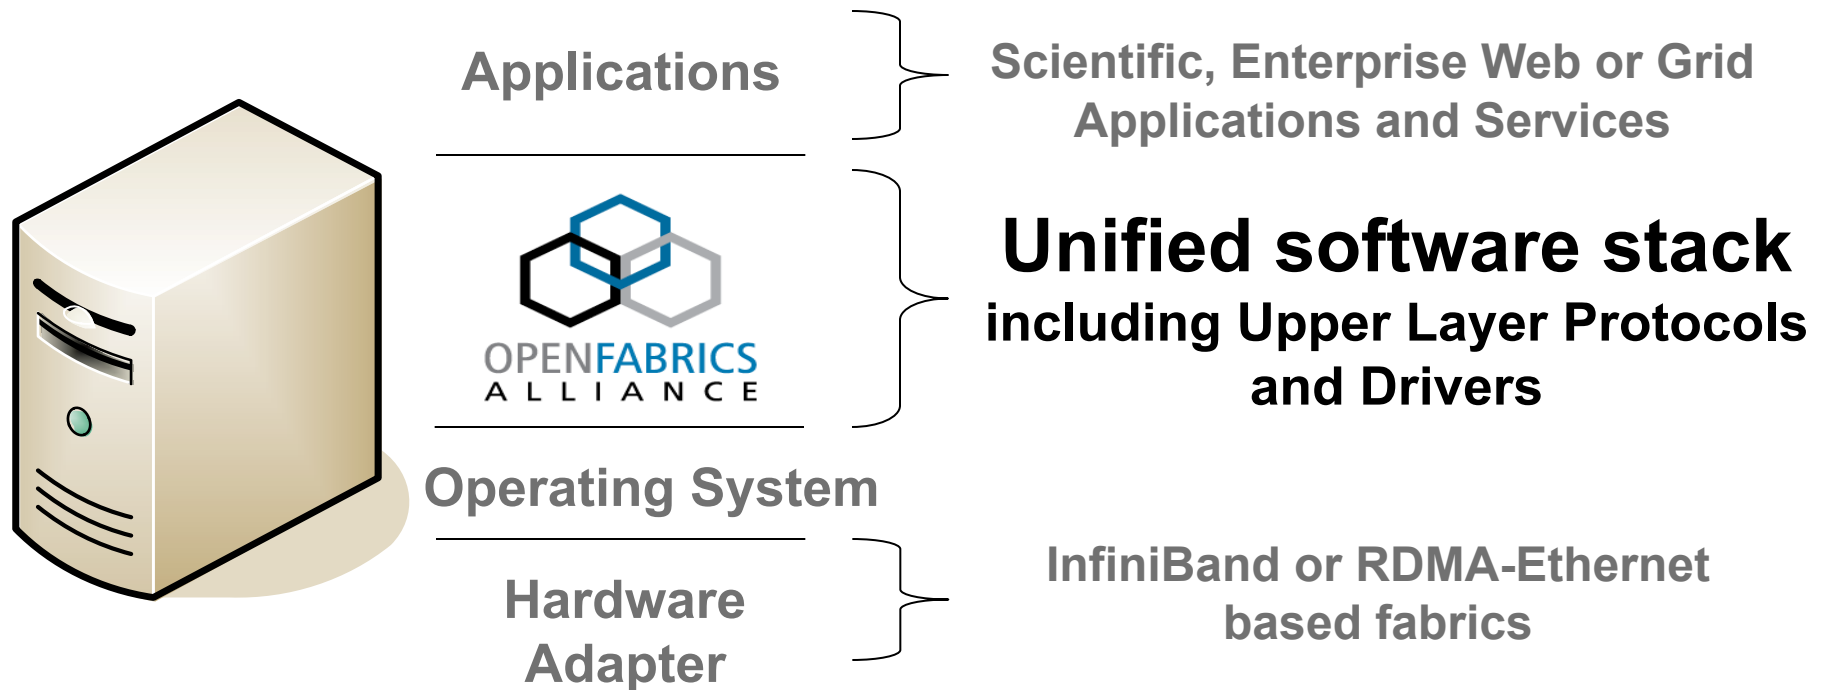 Applications
Scientific, Enterprise Web or Grid
Applications and Services
OPENFABRICS
ALLIANCE
Unified software stack
including Upper Layer Protocols
and Drivers
Operating System
Hardware
Adapter
InfiniBand or RDMA-Ethernet
based fabrics